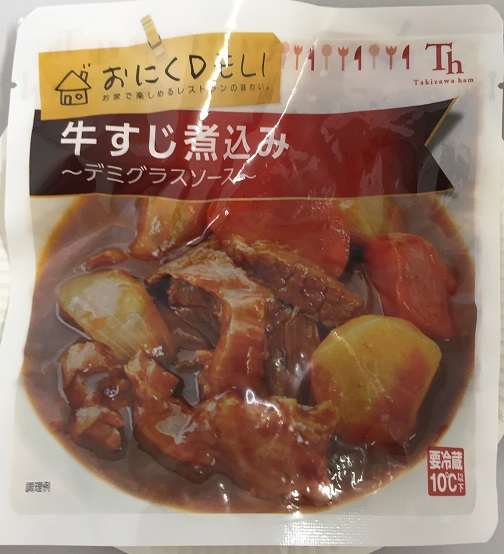 おにくDELI
お家で楽しめるレストランの味わい。
Th
Takizawa ham
牛すじ煮込み
～デミグラスソース～
要冷蔵
10℃以下
調理例